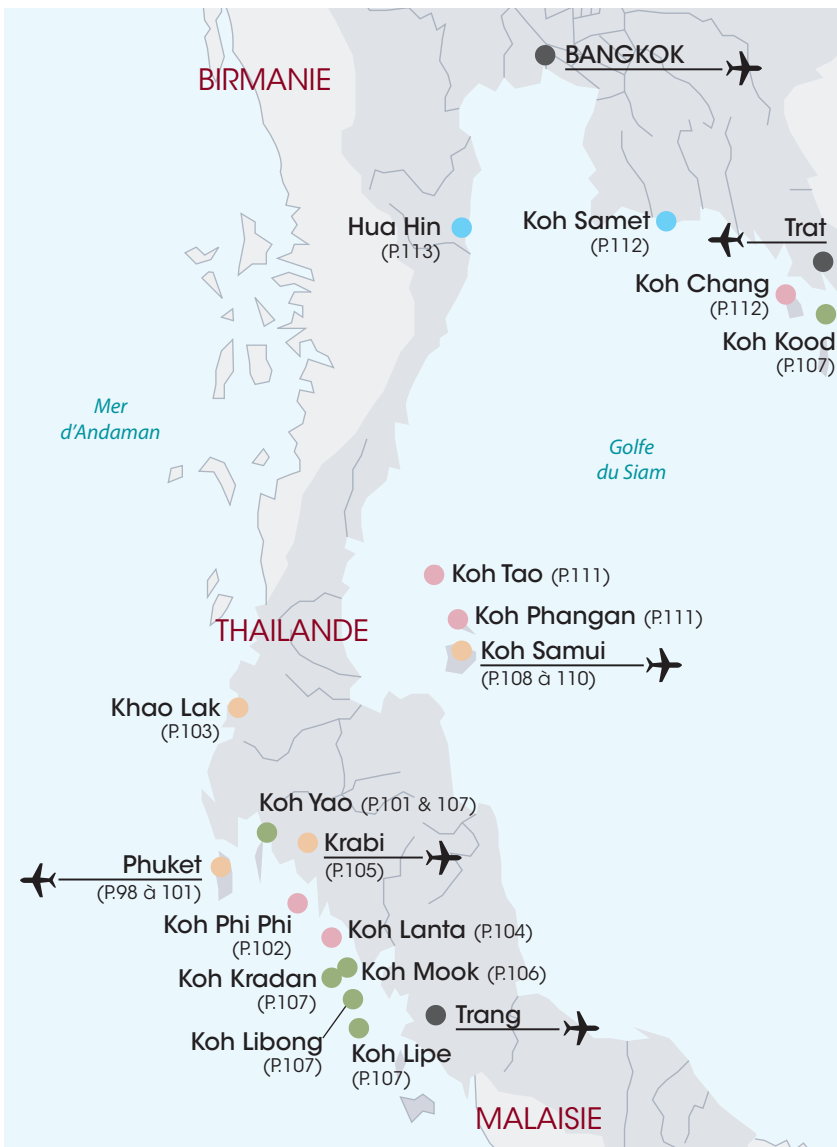 BANGKOK
BIRMANIE
Hua Hin
(P.113)
Koh Samet
(P.112)
Trat
Koh Chang
(P.112)
Koh Kood
(P.107)
Mer
d'Andaman
Golfe
du Siam
Koh Tao (P.111)
Koh Phangan (P.111)
THAILANDE
Koh Samui
(P.108 à 110)
Khao Lak
(P.103)
Koh Yao (P.101 & 107)
Krabi
(P.105)
Phuket
(P.98 à 101)
Koh Phi Phi
(P.102)
Koh Lanta (P.104)
Koh Mook (P.106)
Koh Kradan
(P.107)
Trang
Koh Libong
(P.107)
Koh Lipe
(P.107)
MALAISIE